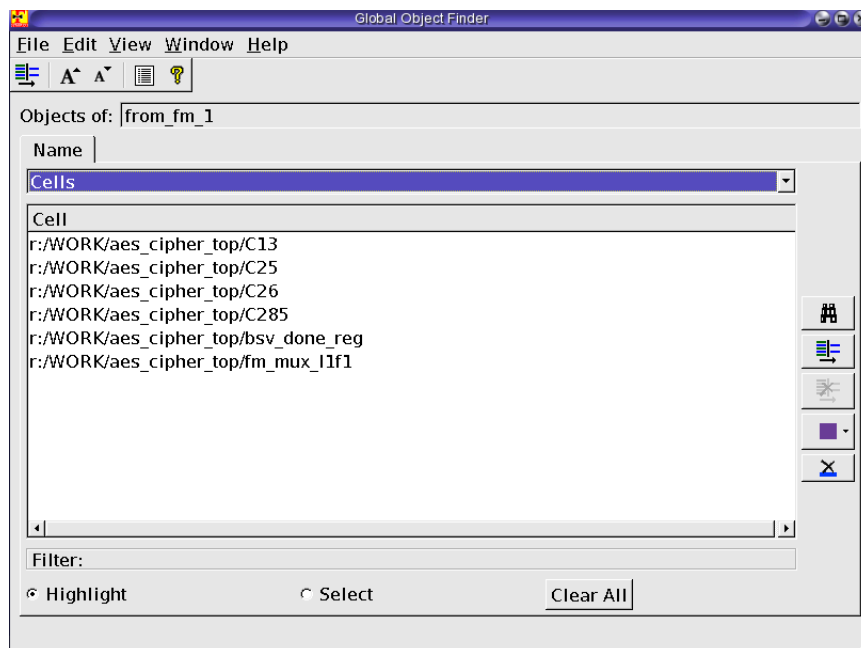 Global Object Finder
File Edit View Window Help
A A ?
Objects of: from_fm_1
Name
Cells
Cell
r:/WORK/aes_cipher_top/C13
r:/WORK/aes_cipher_top/C25
r:/WORK/aes_cipher_top/C26
r:/WORK/aes_cipher_top/C285
r:/WORK/aes_cipher_top/bsv_done_reg
r:/WORK/aes_cipher_top/fm_mux_l1f1
Filter:
Highlight Select Clear All